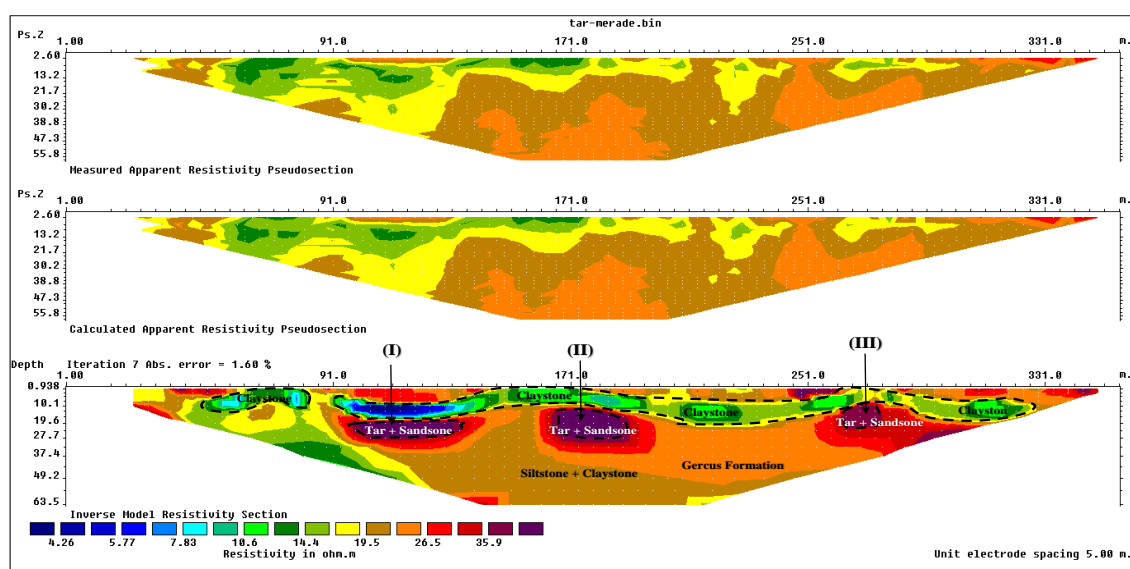 tar-merade.bin
Ps.Z 1.00 91.0 171.0 251.0 331.0 m.
2.60
13.2
21.7
30.2
38.8
47.3
55.8
Measured Apparent Resistivity Pseudosection
Ps.Z 1.00 91.0 171.0 251.0 331.0 m.
2.60
13.2
21.7
30.2
38.8
47.3
55.8
Calculated Apparent Resistivity Pseudosection
(I) (II) (III)
Depth Iteration 7 Abs. error = 1.60 %
1.00 91.0 171.0 251.0 331.0 m.
0.938
10.1
19.6
27.7
37.4
49.2
63.5
Claystone Claystone Claystone Clayston
Tar + Sandsone Tar + Sandsone Tar + Sandsone
Gercus Formation
Siltstone + Claystone
Inverse Model Resistivity Section
4.26 5.77 7.83 10.6 14.4 19.5 26.5 35.9
Resistivity in ohm.m Unit electrode spacing 5.00 m.